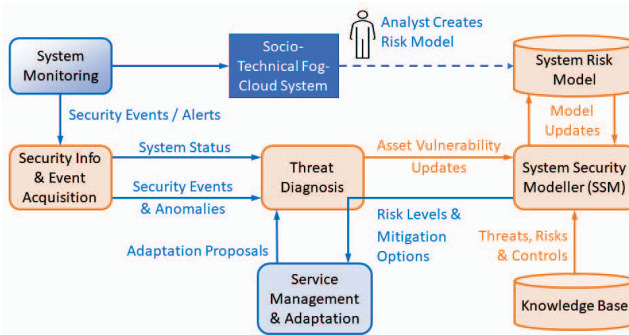 System
Monitoring
Socio-
Technical Fog-
Cloud System
Analyst Creates
Risk Model
System Risk
Model
Security Events / Alerts
Model
Updates
Security Info
& Event
Acquisition
System Status
Security Events
& Anomalies
Threat
Diagnosis
Asset Vulnerability
Updates
System Security
Modeller (SSM)
Adaptation Proposals
Risk Levels &
Mitigation
Options
Threats, Risks
& Controls
Service
Management
& Adaptation
Knowledge Base